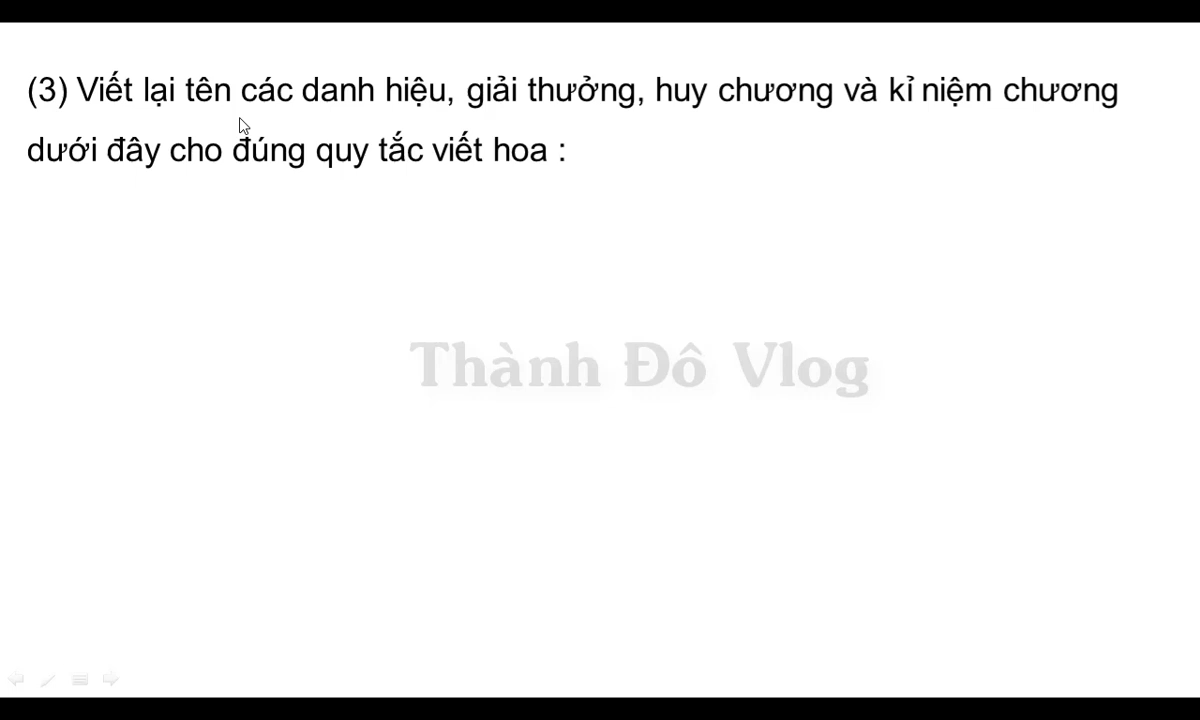 (3) Viết lại tên các danh hiệu, giải thưởng, huy chương và kỉ niệm chương
dưới đây cho đúng quy tắc viết hoa :
Thành Đô Vlog